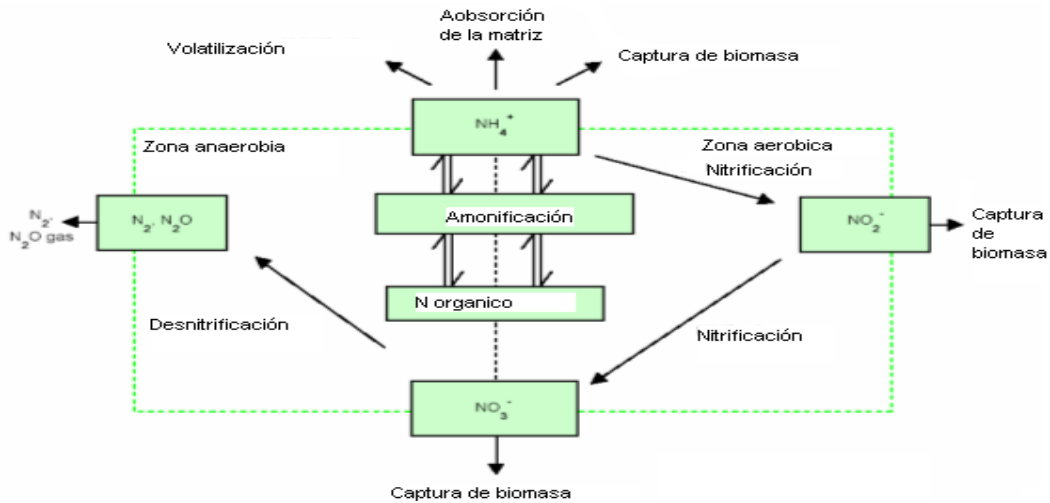 Aobsorción
de la matriz
Volatilización
Captura de biomasa
NH₄⁺
Zona anaerobia
Zona aerobica
Nitrificación
N₂,
N₂O gas
N₂, N₂O
Amonificación
NO₂⁻
Captura
de
biomasa
N organico
Desnitrificación
Nitrificación
NO₃⁻
Captura de biomasa